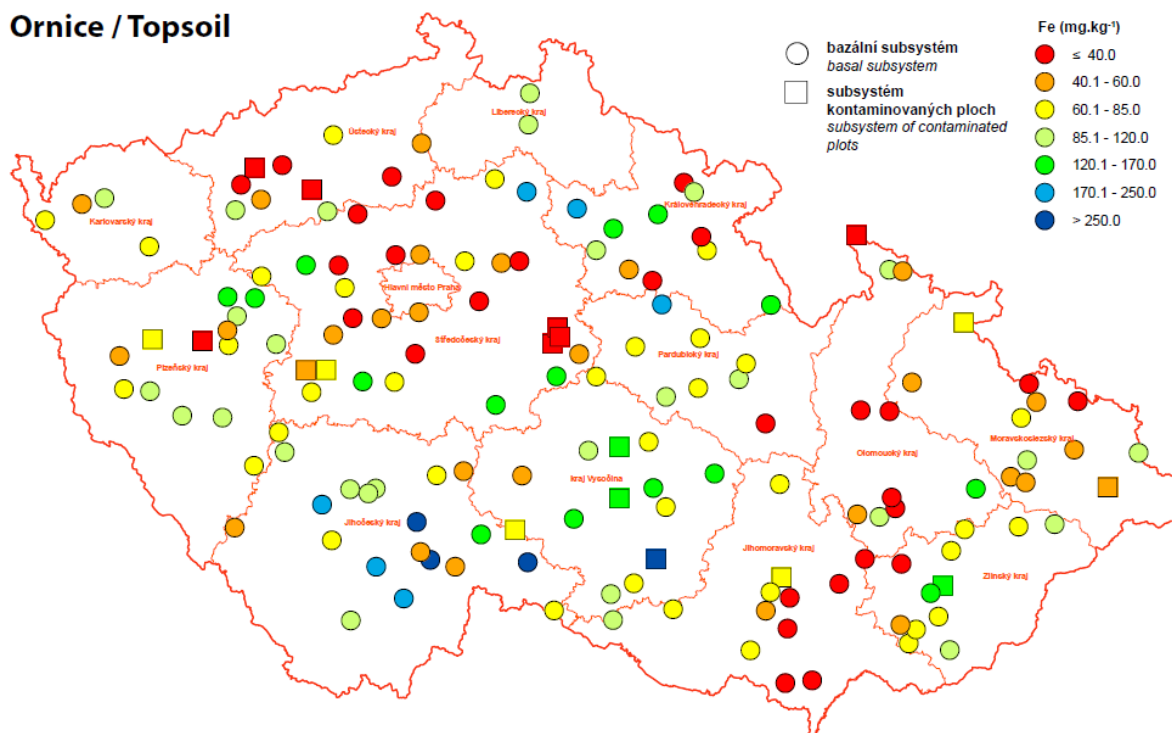 Ornice / Topsoil
bazální subsystém
basal subsystem
subsystém
kontaminovaných ploch
subsystem of contaminated
plots
Fe (mg.kg⁻¹)
≤ 40.0
40.1 - 60.0
60.1 - 85.0
85.1 - 120.0
120.1 - 170.0
170.1 - 250.0
> 250.0
Liberecký kraj
Ústecký kraj
Královéhradecký kraj
Karlovarský kraj
Hlavní město Praha
Středočeský kraj
Pardubický kraj
Plzeňský kraj
Moravskoslezský kraj
Olomoucký kraj
kraj Vysočina
Jihočeský kraj
Jihomoravský kraj
Zlínský kraj